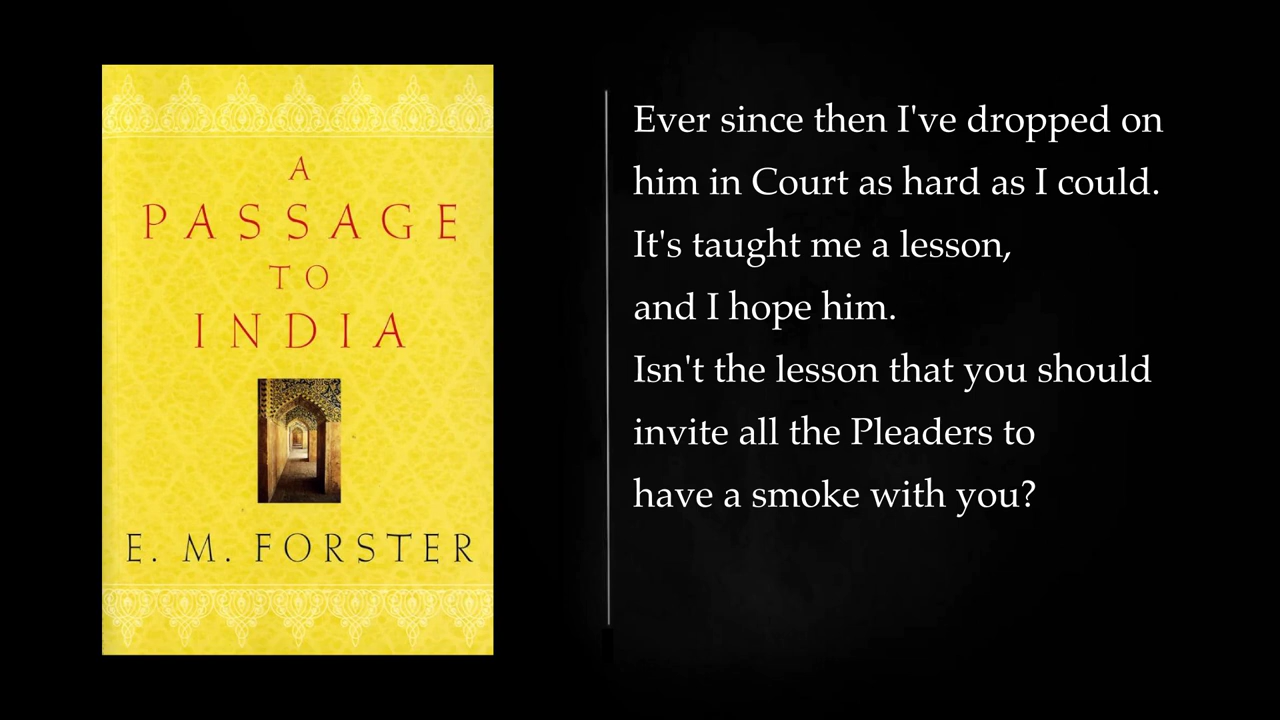 A
PASSAGE
TO
INDIA
E. M. FORSTER
Ever since then I've dropped on
him in Court as hard as I could.
It's taught me a lesson,
and I hope him.
Isn't the lesson that you should
invite all the Pleaders to
have a smoke with you?